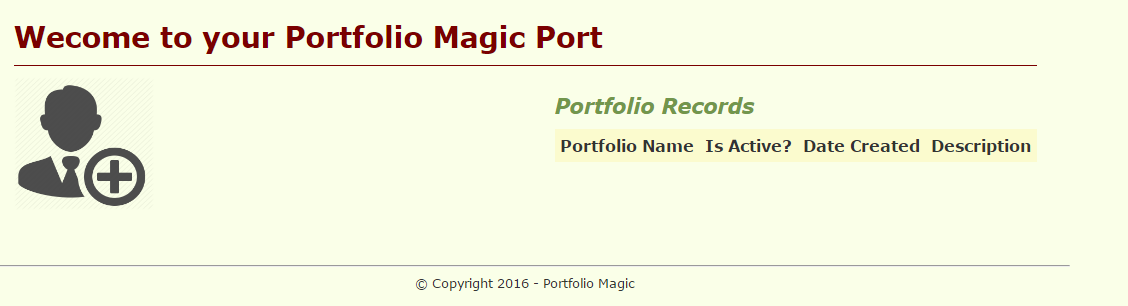 Wecome to your Portfolio Magic Port
Portfolio Records
Portfolio Name Is Active? Date Created Description
© Copyright 2016 - Portfolio Magic